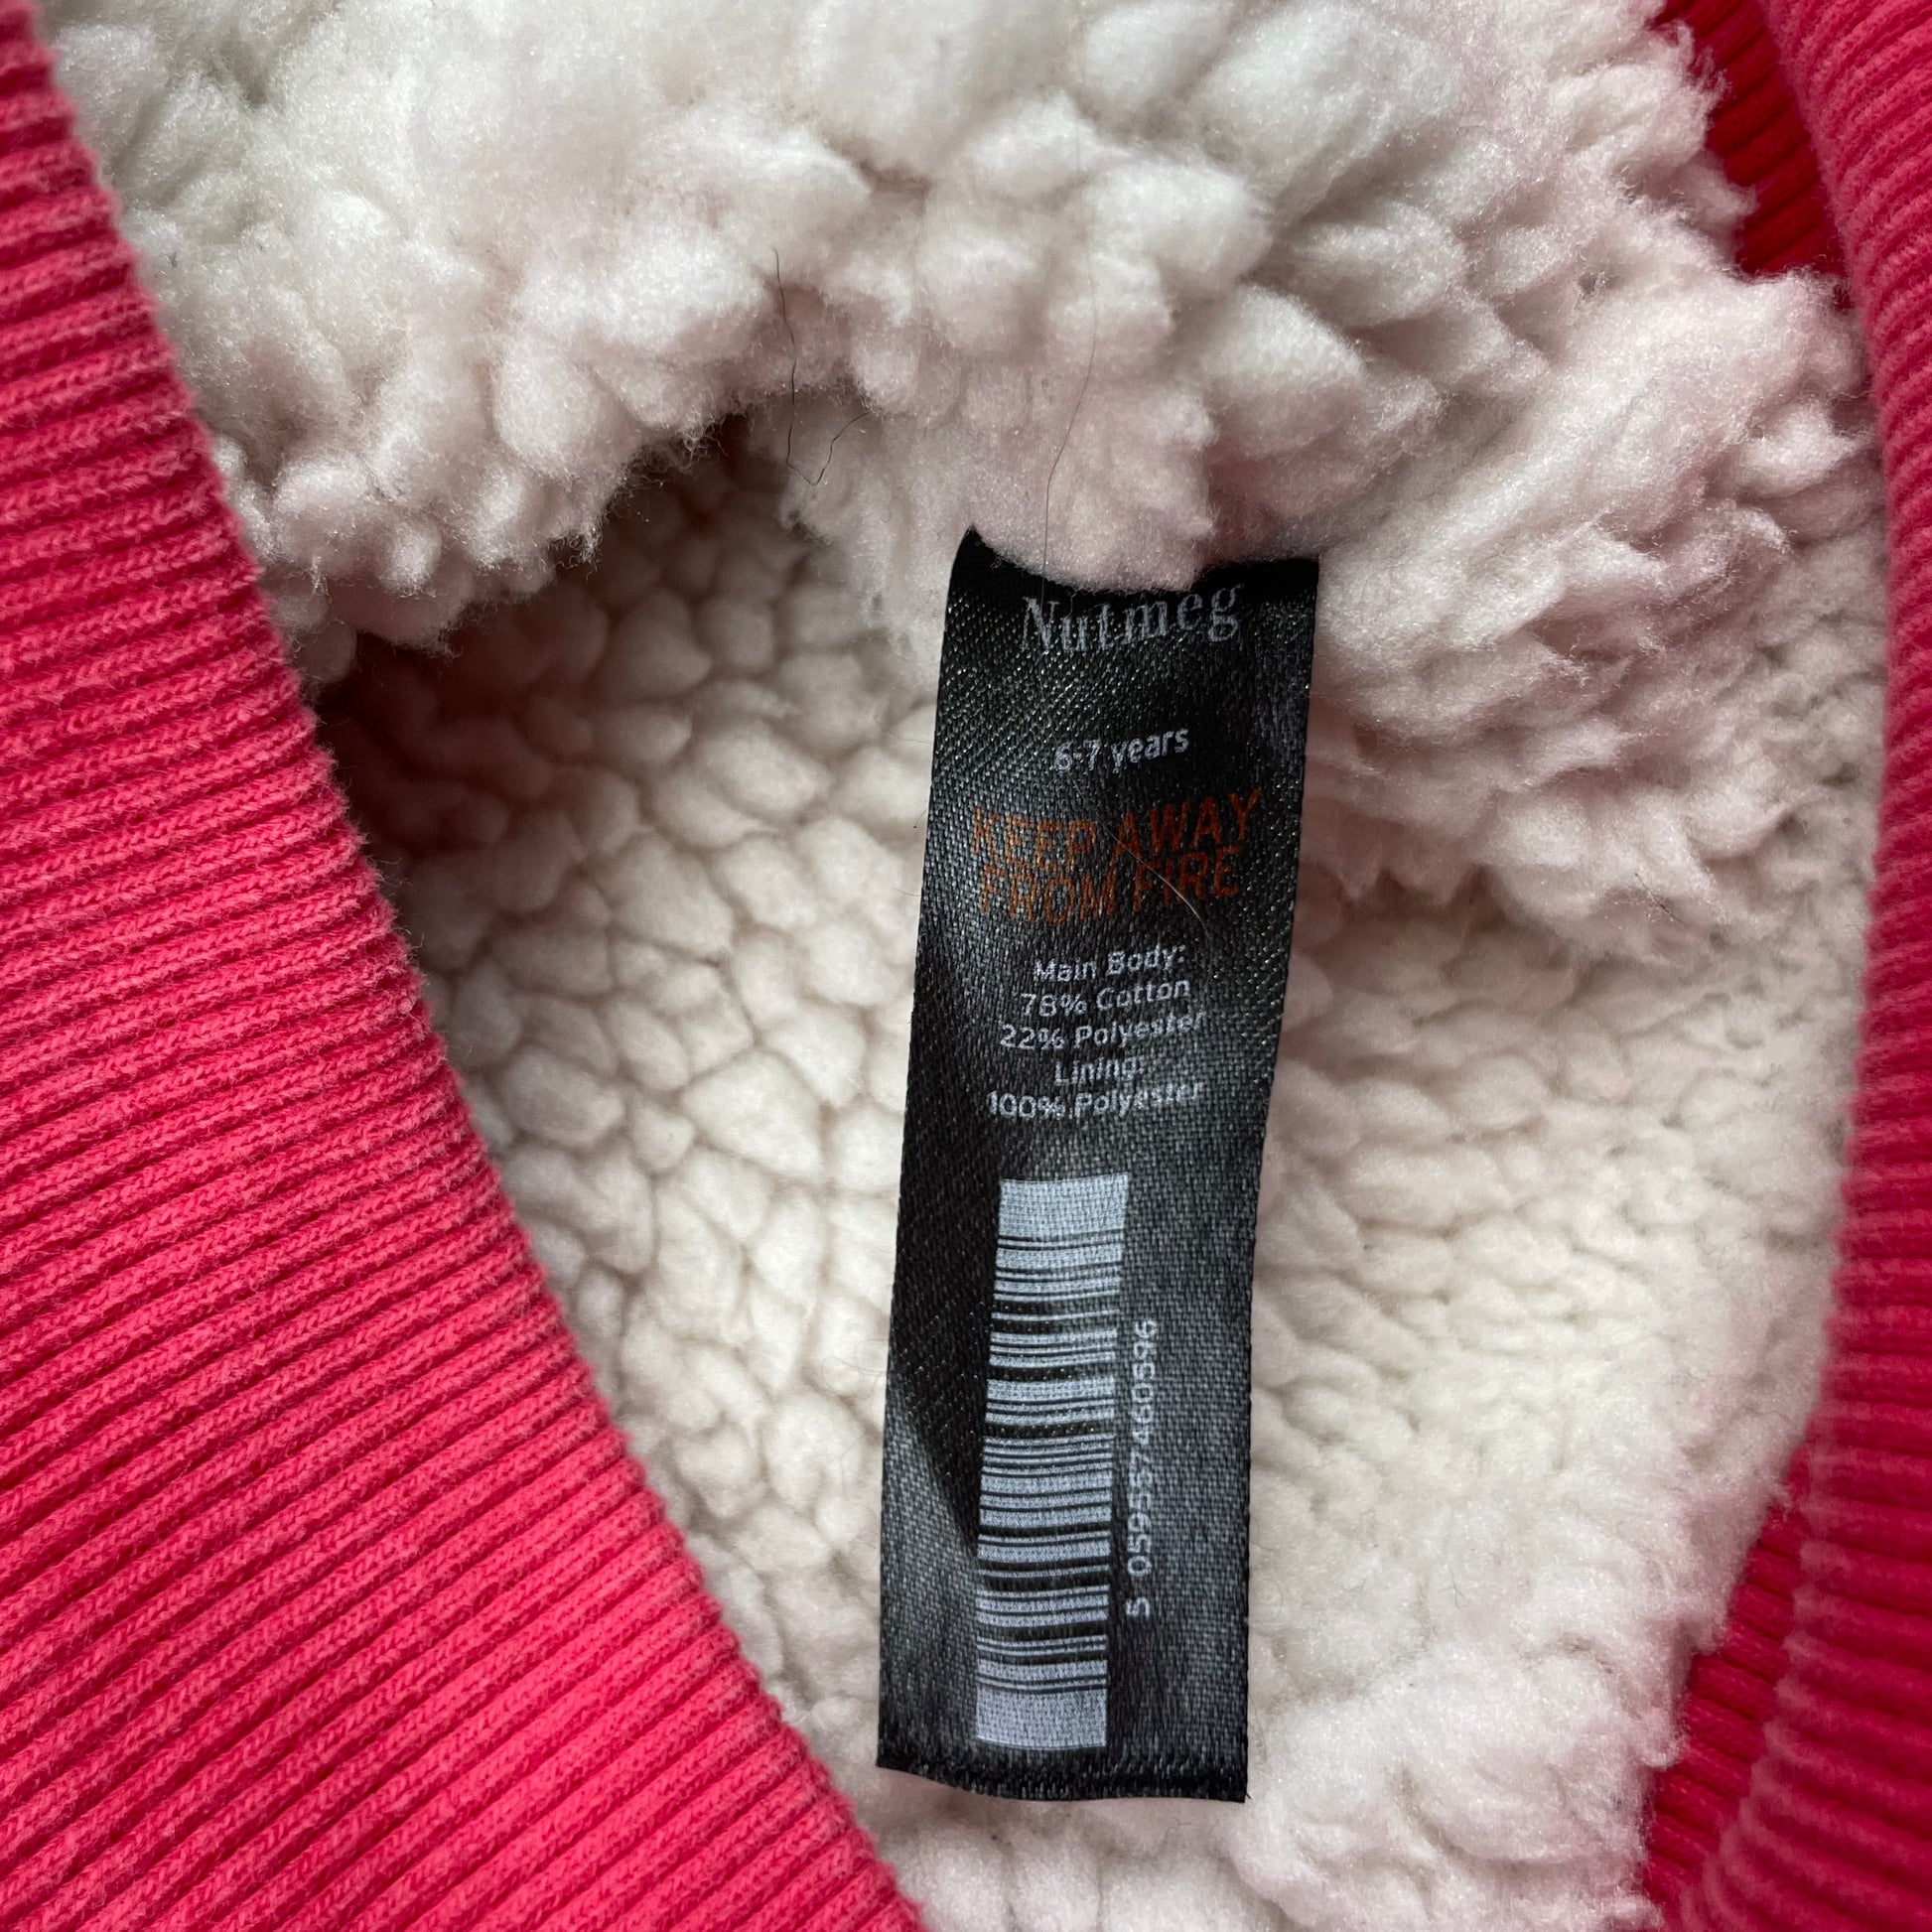 Nutmeg
6-7 years
KEEP AWAY
FROM FIRE
Main Body:
78% Cotton
22% Polyester
Lining:
100% Polyester
5 059557460596